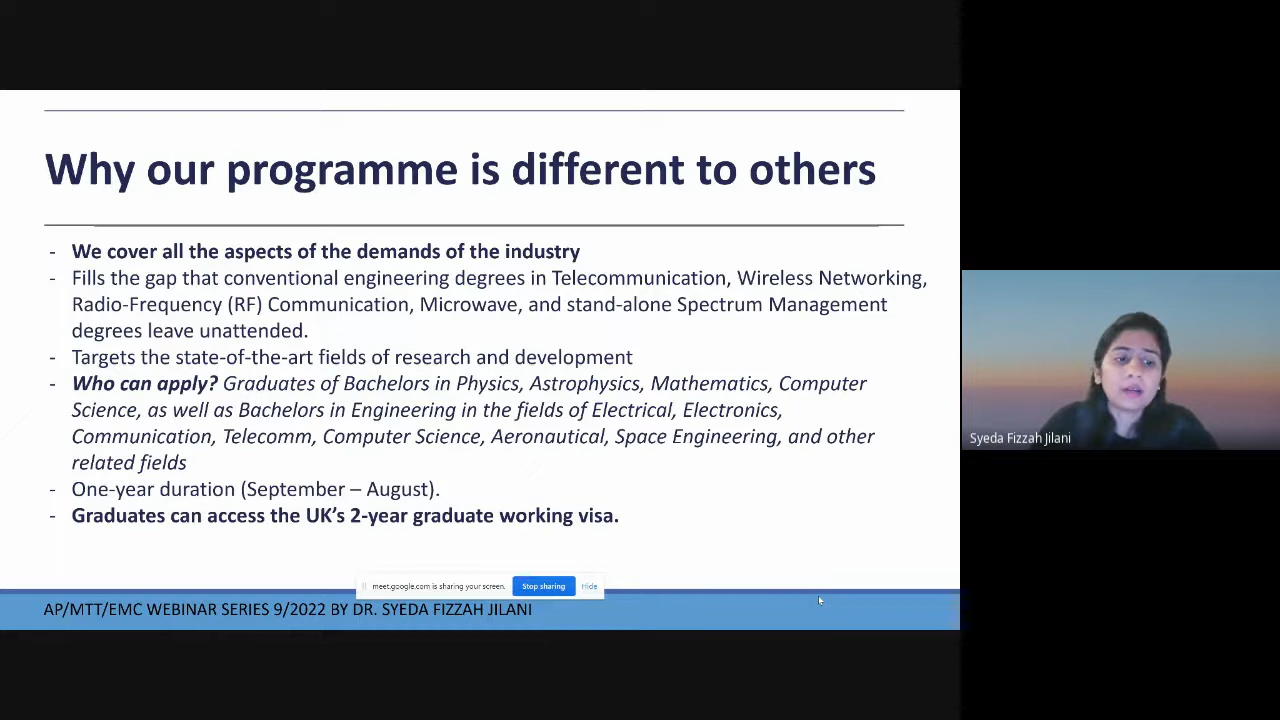 Why our programme is different to others
- We cover all the aspects of the demands of the industry
- Fills the gap that conventional engineering degrees in Telecommunication, Wireless Networking,
Radio-Frequency (RF) Communication, Microwave, and stand-alone Spectrum Management
degrees leave unattended.
- Targets the state-of-the-art fields of research and development
- Who can apply? Graduates of Bachelors in Physics, Astrophysics, Mathematics, Computer
Science, as well as Bachelors in Engineering in the fields of Electrical, Electronics,
Communication, Telecomm, Computer Science, Aeronautical, Space Engineering, and other
related fields
- One-year duration (September – August).
- Graduates can access the UK’s 2-year graduate working visa.
meet.google.com is sharing your screen. Stop sharing Hide
AP/MTT/EMC WEBINAR SERIES 9/2022 BY DR. SYEDA FIZZAH JILANI
Syeda Fizzah Jilani